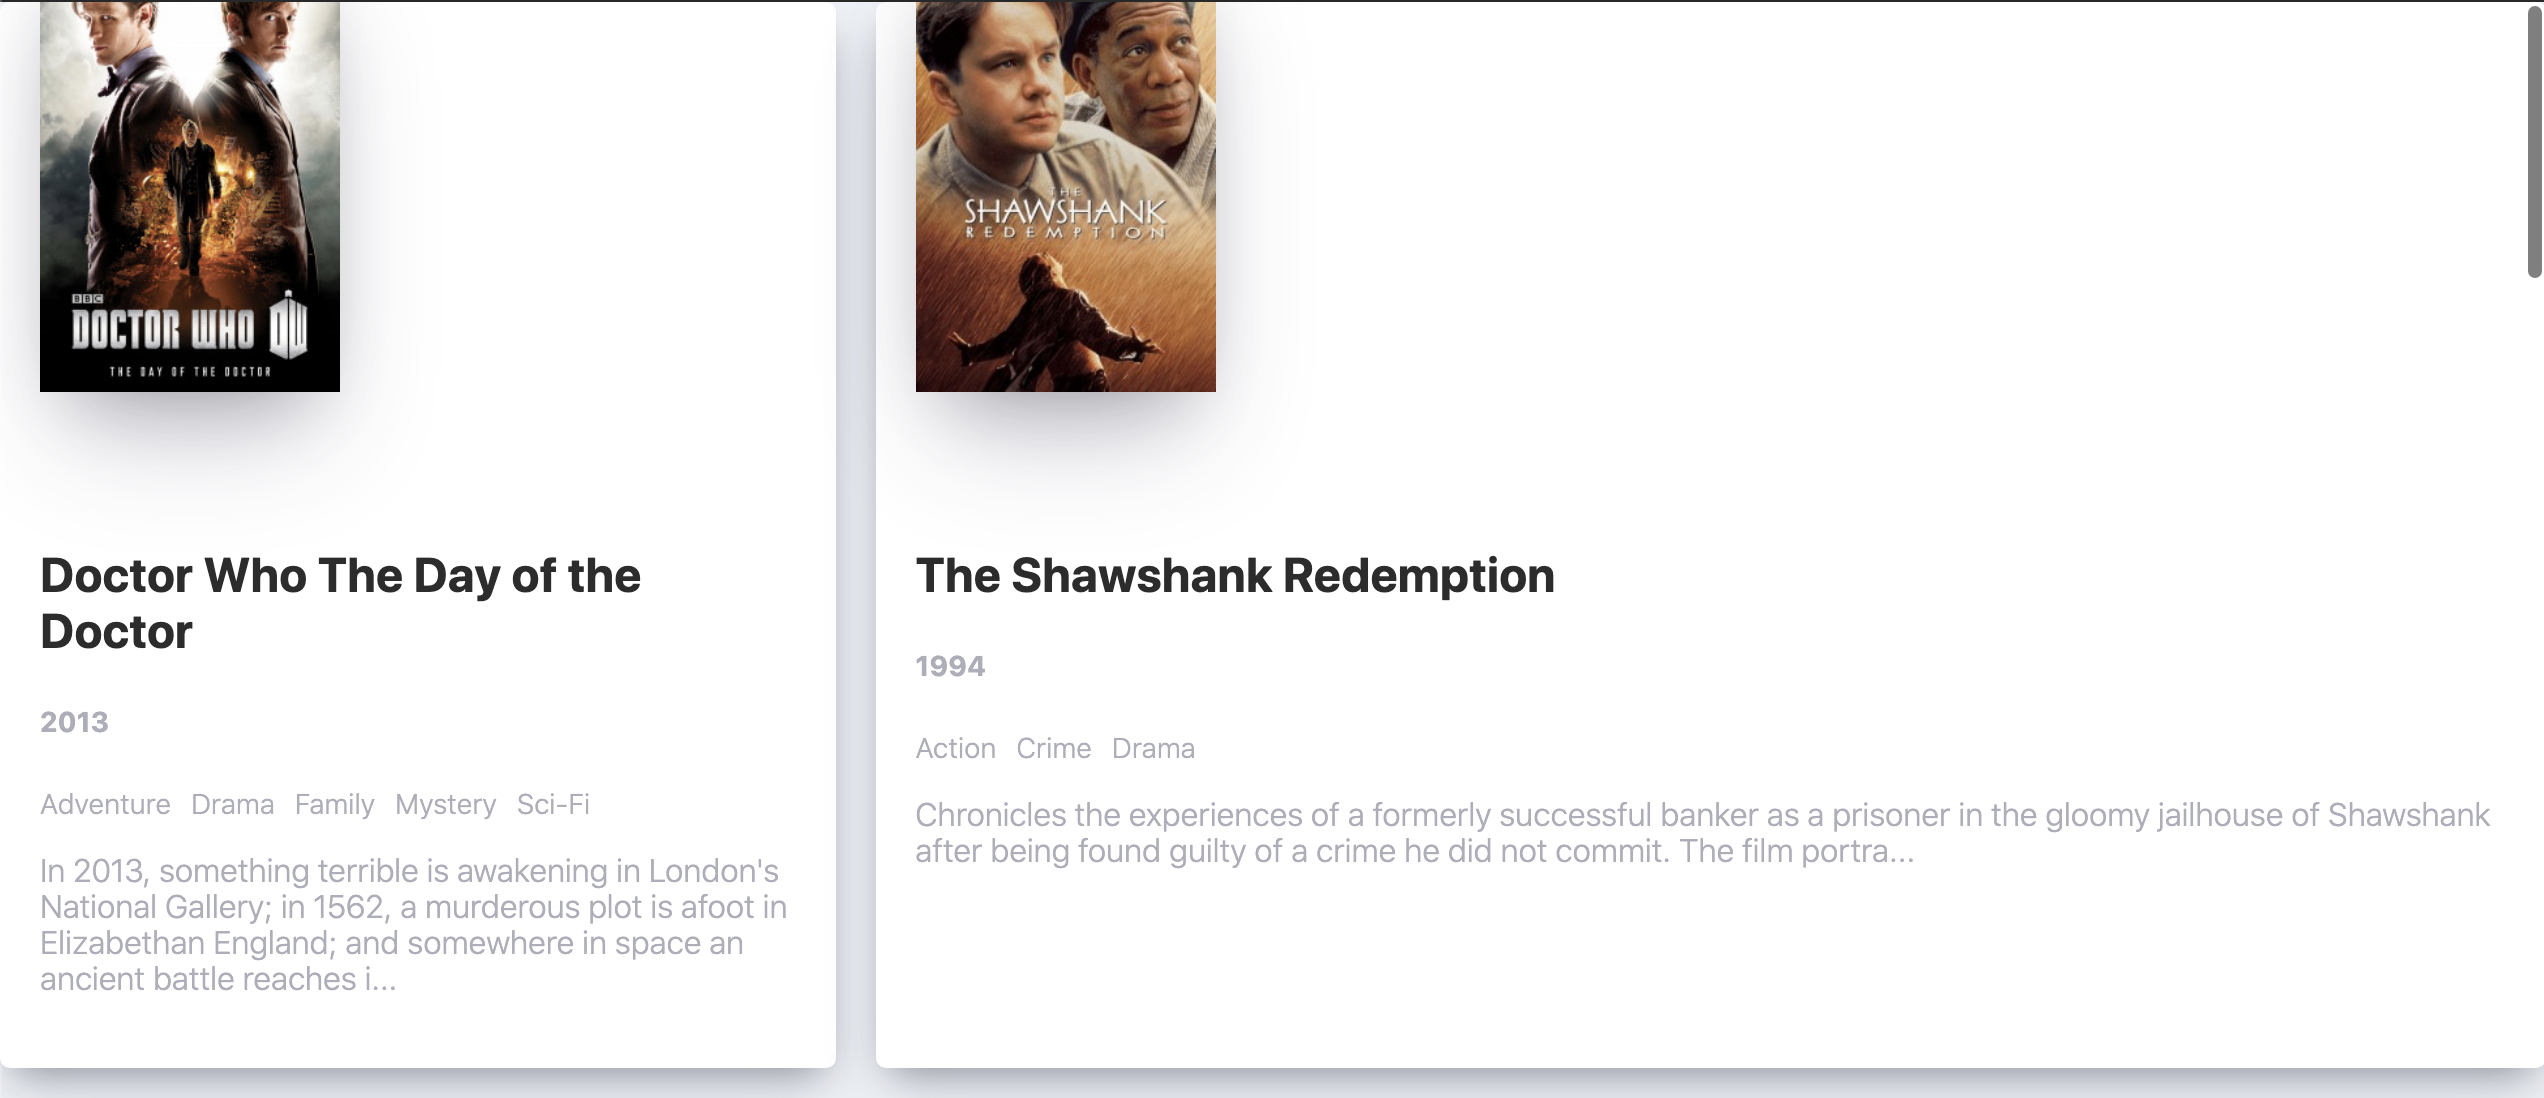 BBC
DOCTOR WHO DW
THE DAY OF THE DOCTOR
Doctor Who The Day of the
Doctor
2013
Adventure Drama Family Mystery Sci-Fi
In 2013, something terrible is awakening in London's
National Gallery; in 1562, a murderous plot is afoot in
Elizabethan England; and somewhere in space an
ancient battle reaches i...
THE
SHAWSHANK
REDEMPTION
The Shawshank Redemption
1994
Action Crime Drama
Chronicles the experiences of a formerly successful banker as a prisoner in the gloomy jailhouse of Shawshank
after being found guilty of a crime he did not commit. The film portra...